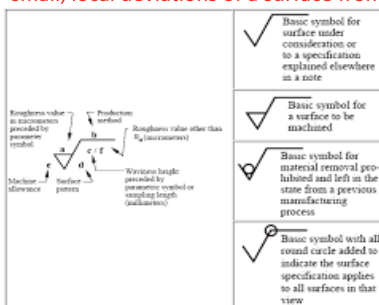 small, local deviations of a surface from
Roughness value
in micrometers
preceded by
parameter
symbol
Production
method
Roughness value other than
Ra (micrometers)
a
b
c / f
e
d
Machine
allowance
Surface
pattern
Waviness height
preceded by
parametric symbol or
sampling length
(millimeters)
Basic symbol for
surface under
consideration or
to a specification
explained elsewhere
in a note
Basic symbol for
a surface to be
machined
Basic symbol for
material removal pro-
hibited and left in the
state from a previous
manufacturing
process
Basic symbol with all
round circle added to
indicate the surface
specification applies
to all surfaces in that
view